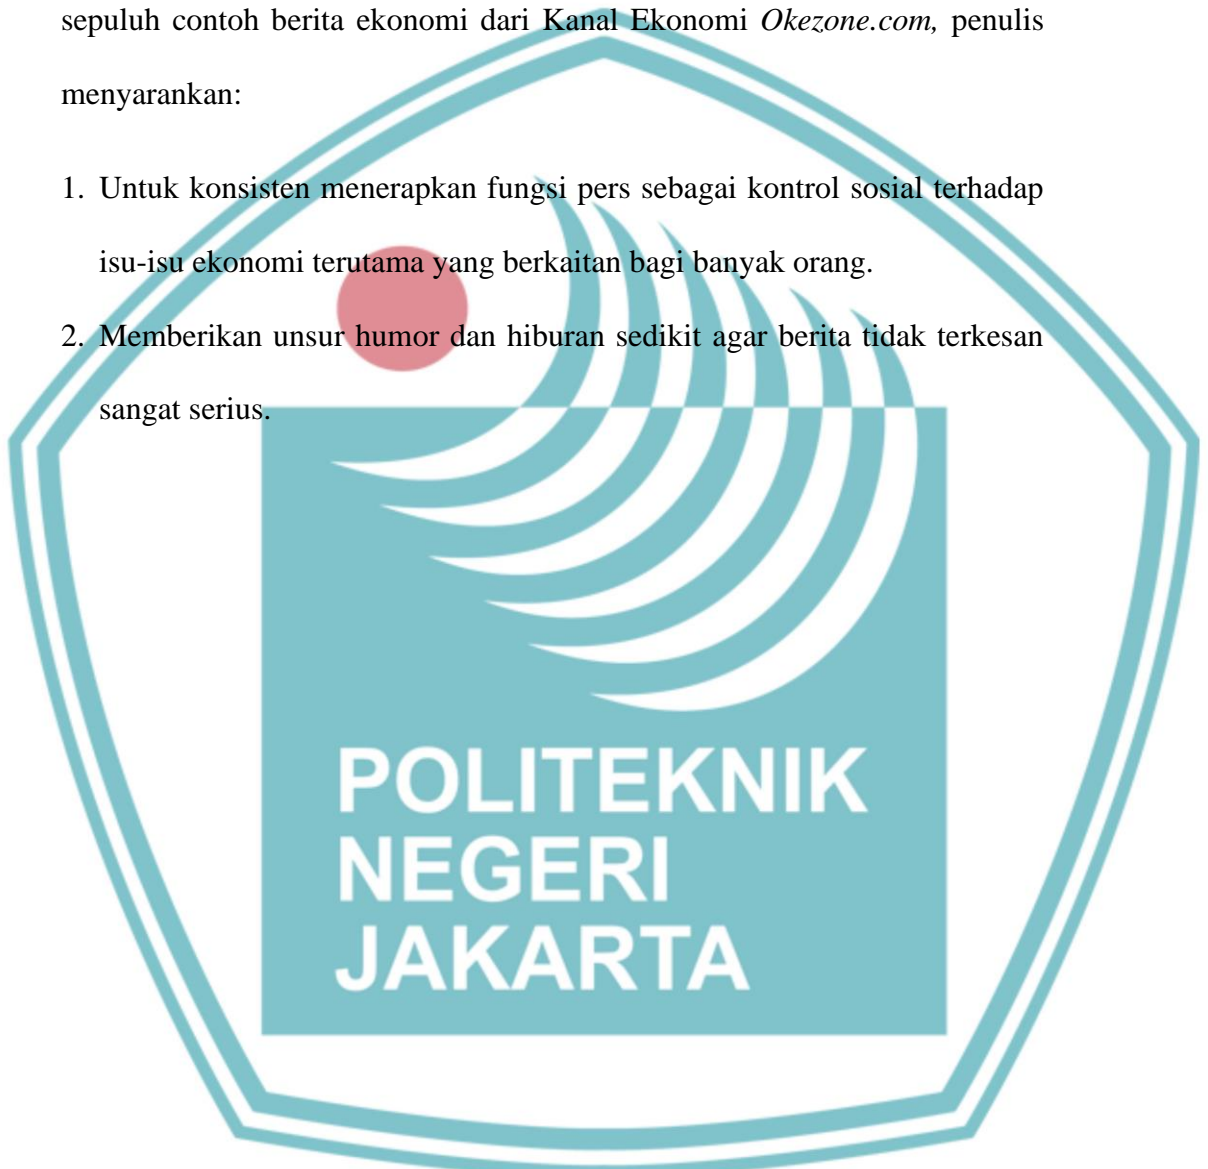 sepuluh contoh berita ekonomi dari Kanal Ekonomi Okezone.com, penulis
menyarankan:
1. Untuk konsisten menerapkan fungsi pers sebagai kontrol sosial terhadap
isu-isu ekonomi terutama yang berkaitan bagi banyak orang.
2. Memberikan unsur humor dan hiburan sedikit agar berita tidak terkesan
sangat serius.
POLITEKNIK
NEGERI
JAKARTA